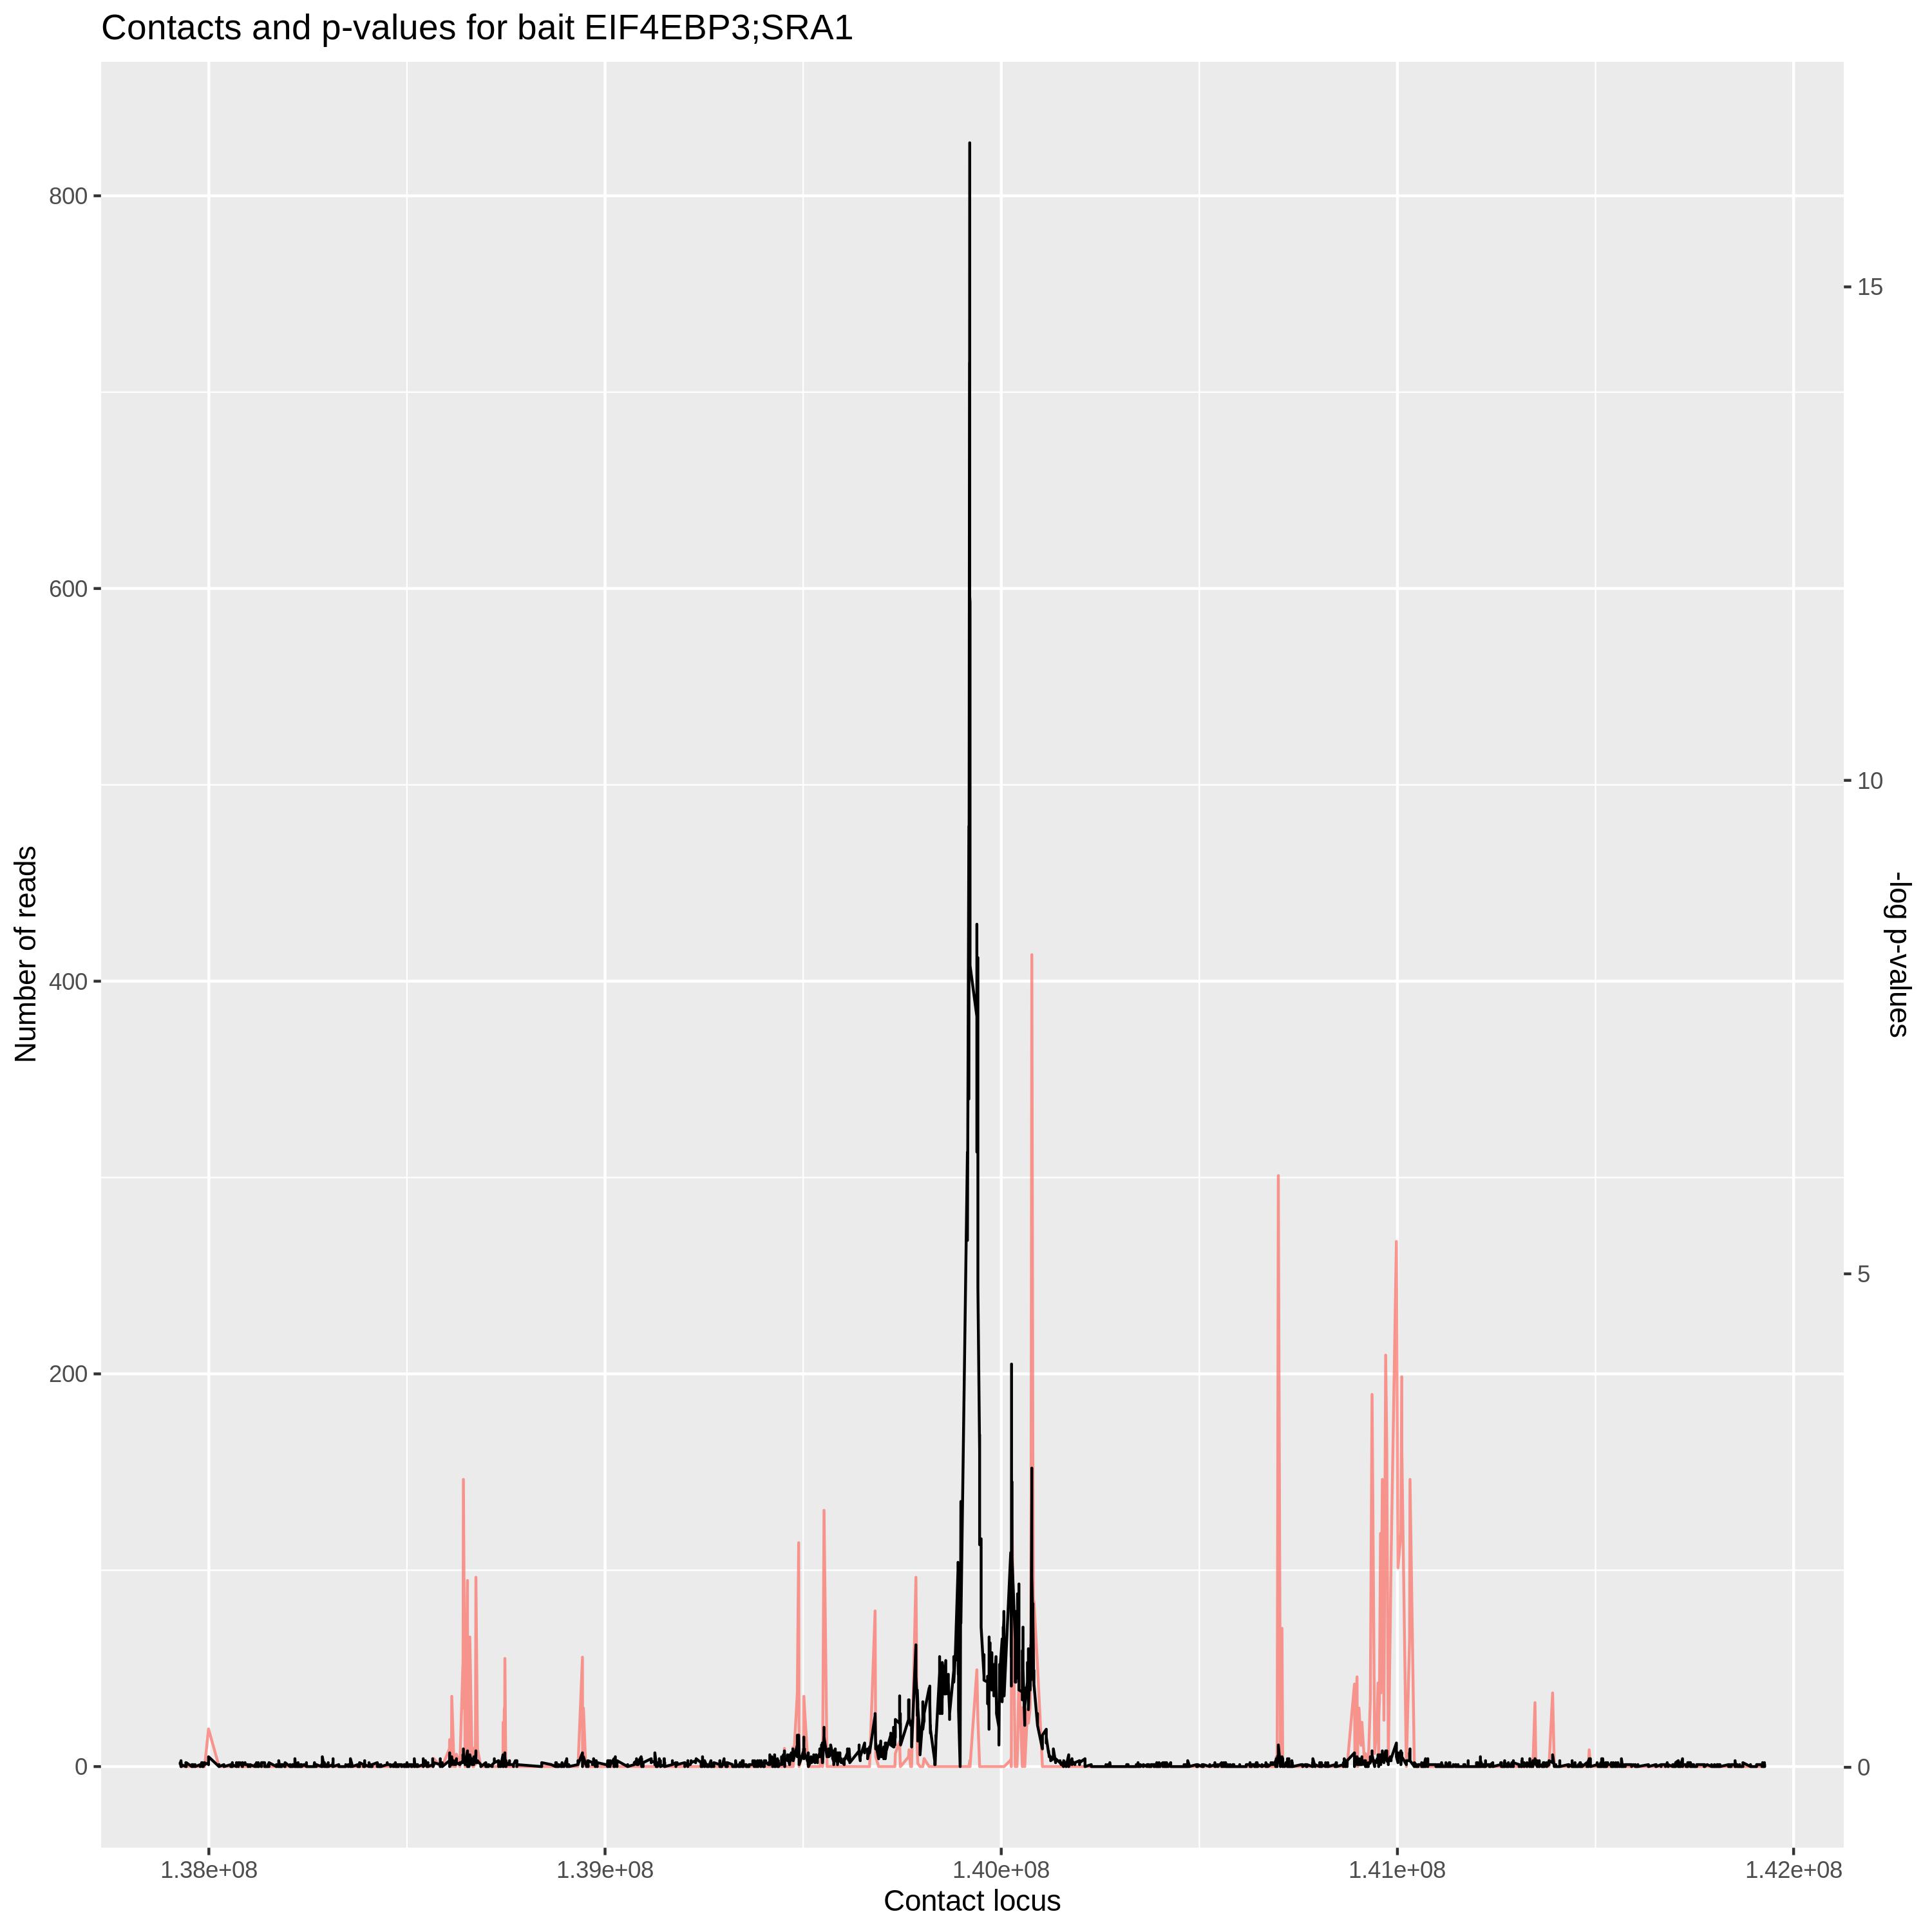 Contacts and p-values for bait EIF4EBP3;SRA1
800
600
400
200
0
Number of reads
15
10
5
0
-log p-values
1.38e+08
1.39e+08
1.40e+08
1.41e+08
1.42e+08
Contact locus